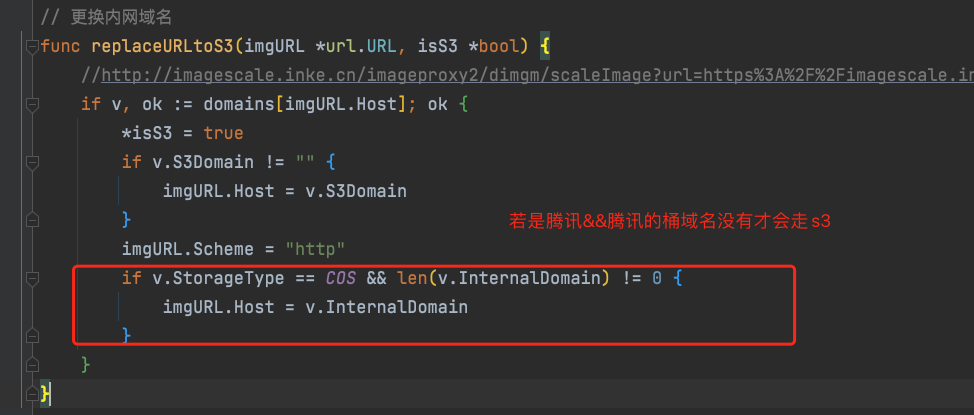 // 更换内网域名
func replaceURLtoS3(imgURL *url.URL, isS3 *bool) {
//http://imagescale.inke.cn/imageproxy2/dimgm/scaleImage?url=https%3A%2F%2Fimagescale.in
if v, ok := domains[imgURL.Host]; ok {
*isS3 = true
if v.S3Domain != "" {
imgURL.Host = v.S3Domain
}
若是腾讯&&腾讯的桶域名没有才会走s3
imgURL.Scheme = "http"
if v.StorageType == COS && len(v.InternalDomain) != 0 {
imgURL.Host = v.InternalDomain
}
}
}